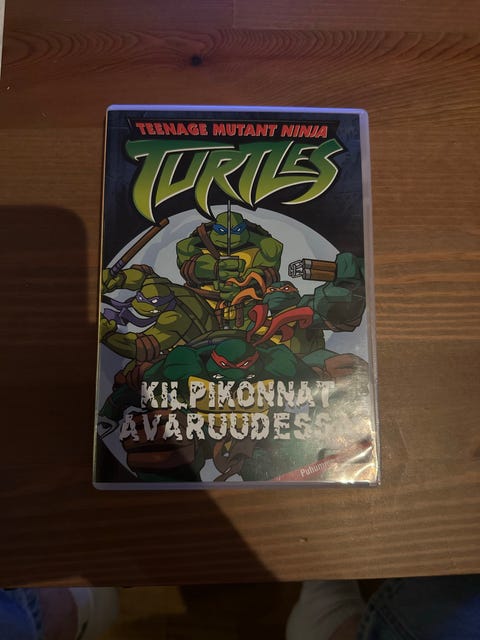 TEENAGE MUTANT NINJA
TURTLES
KILPIKONNAT
AVARUUDESSA